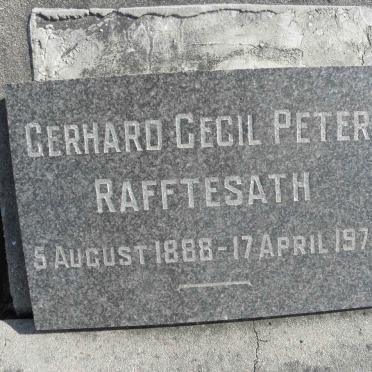 GERHARD CECIL PETER
RAFFTESATH
5 AUGUST 1888 - 17 APRIL 197